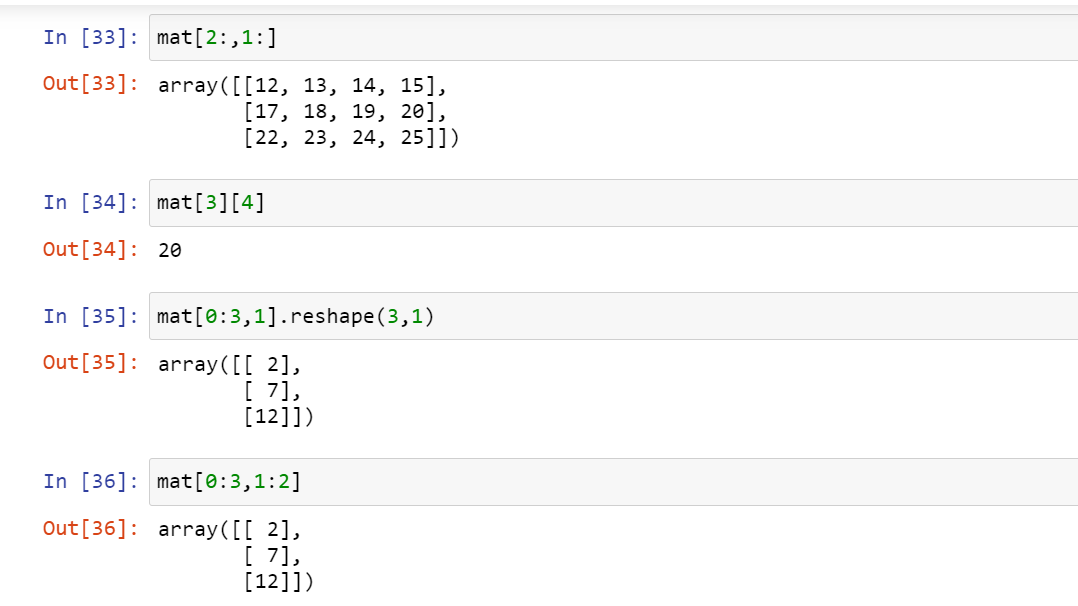 In [33]: mat[2:,1:]
Out[33]: array([[12, 13, 14, 15],
       [17, 18, 19, 20],
       [22, 23, 24, 25]])
In [34]: mat[3][4]
Out[34]: 20
In [35]: mat[0:3,1].reshape(3,1)
Out[35]: array([[ 2],
       [ 7],
       [12]])
In [36]: mat[0:3,1:2]
Out[36]: array([[ 2],
       [ 7],
       [12]])